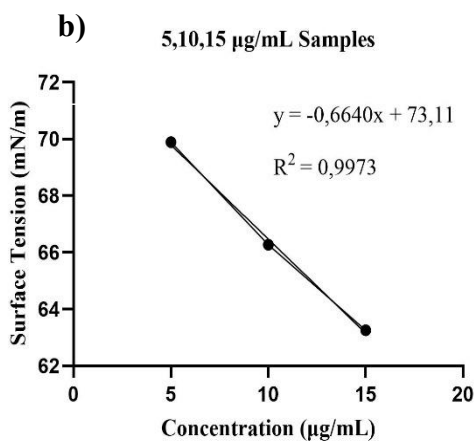 b)
5,10,15 μg/mL Samples
y = -0,6640x + 73,11
R² = 0,9973
Surface Tension (mN/m)
72
70
68
66
64
62
0
5
10
15
20
Concentration (μg/mL)